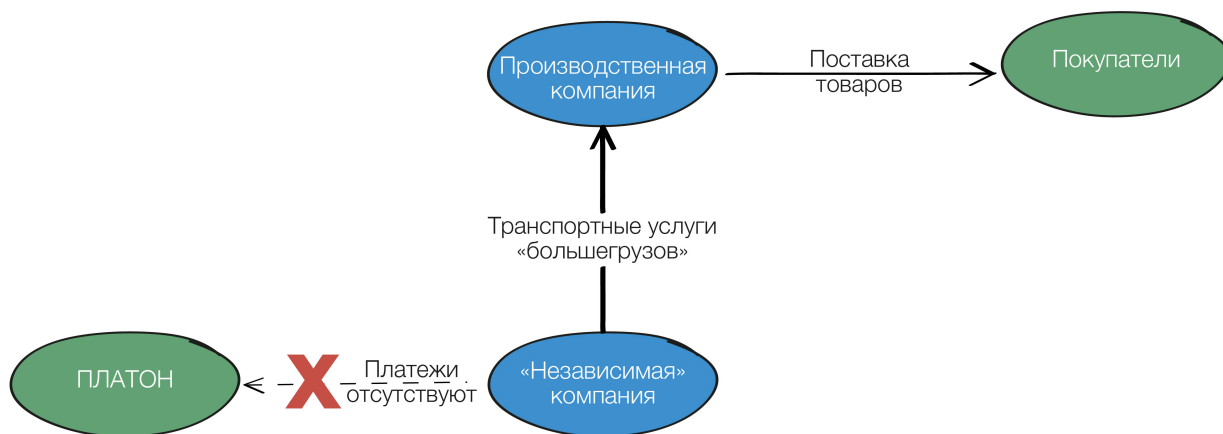 Производственная
компания
Поставка
товаров
Покупатели
Транспортные услуги
«большегрузов»
ПЛАТОН
X
Платежи
отсутствуют
«Независимая»
компания